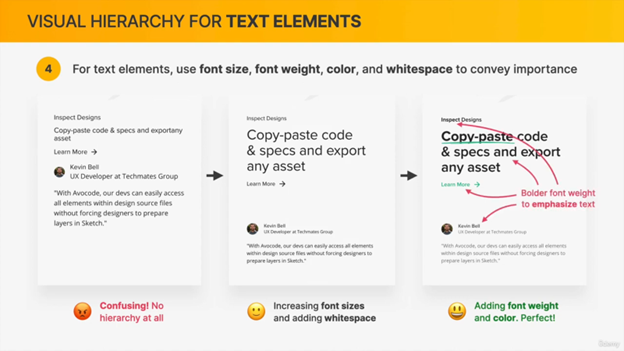 VISUAL HIERARCHY FOR TEXT ELEMENTS
4
For text elements, use font size, font weight, color, and whitespace to convey importance
Inspect Designs
Copy-paste code & specs and exportany
asset
Learn More →
Kevin Bell
UX Developer at Techmates Group
"With Avocode, our devs can easily access
all elements within design source files
without forcing designers to prepare
layers in Sketch."
Confusing! No
hierarchy at all
Inspect Designs
Copy-paste code
& specs and export
any asset
Learn More →
Kevin Bell
UX Developer at Techmates Group
"With Avocode, our devs can easily access all elements
within design source files without forcing designers to
prepare layers in Sketch."
Increasing font sizes
and adding whitespace
Inspect Designs
Copy-paste code
& specs and export
any asset
Learn More →
Bolder font weight
to emphasize text
Kevin Bell
UX Developer at Techmates Group
"With Avocode, our devs can easily access all elements
within design source files without forcing designers to
prepare layers in Sketch."
Adding font weight
and color. Perfect!
Udemy